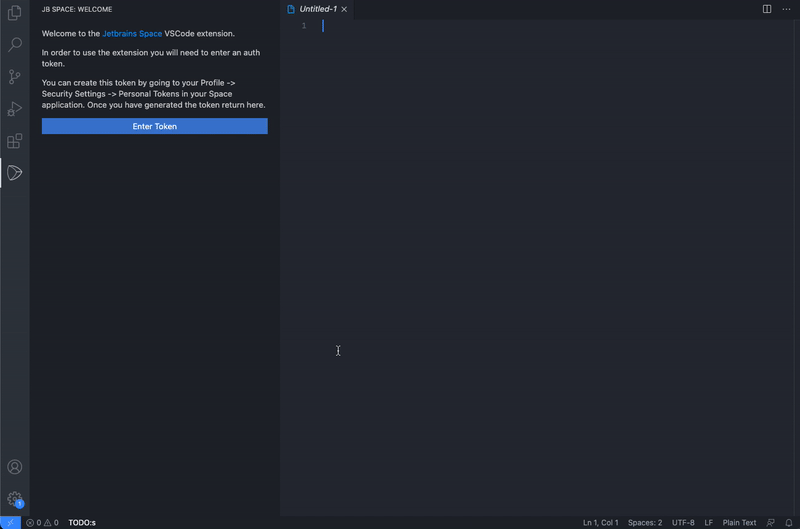 JB SPACE: WELCOME
Untitled-1
1
Welcome to the Jetbrains Space VSCode extension.
In order to use the extension you will need to enter an auth
token.
You can create this token by going to your Profile ->
Security Settings -> Personal Tokens in your Space
application. Once you have generated the token return here.
Enter Token
1
0 0 TODO:s Ln 1, Col 1 Spaces: 2 UTF-8 LF Plain Text